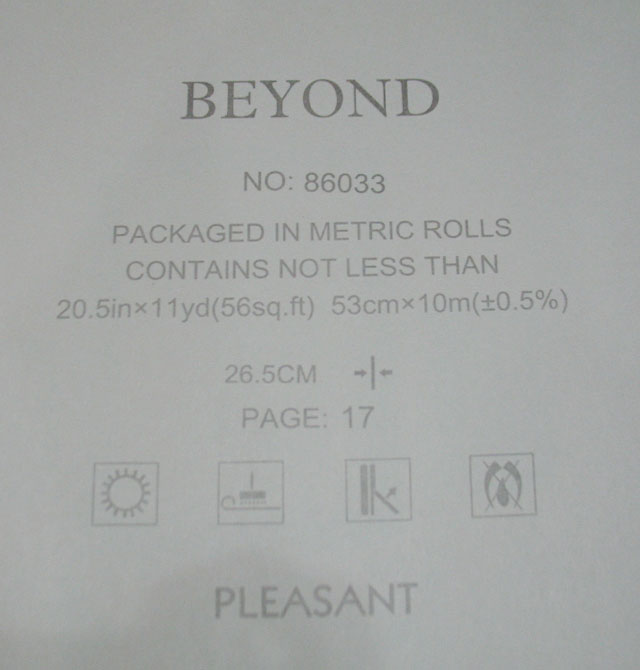 BEYOND
NO: 86033
PACKAGED IN METRIC ROLLS
CONTAINS NOT LESS THAN
20.5in×11yd(56sq.ft) 53cm×10m(±0.5%)
26.5CM
PAGE: 17
PLEASANT